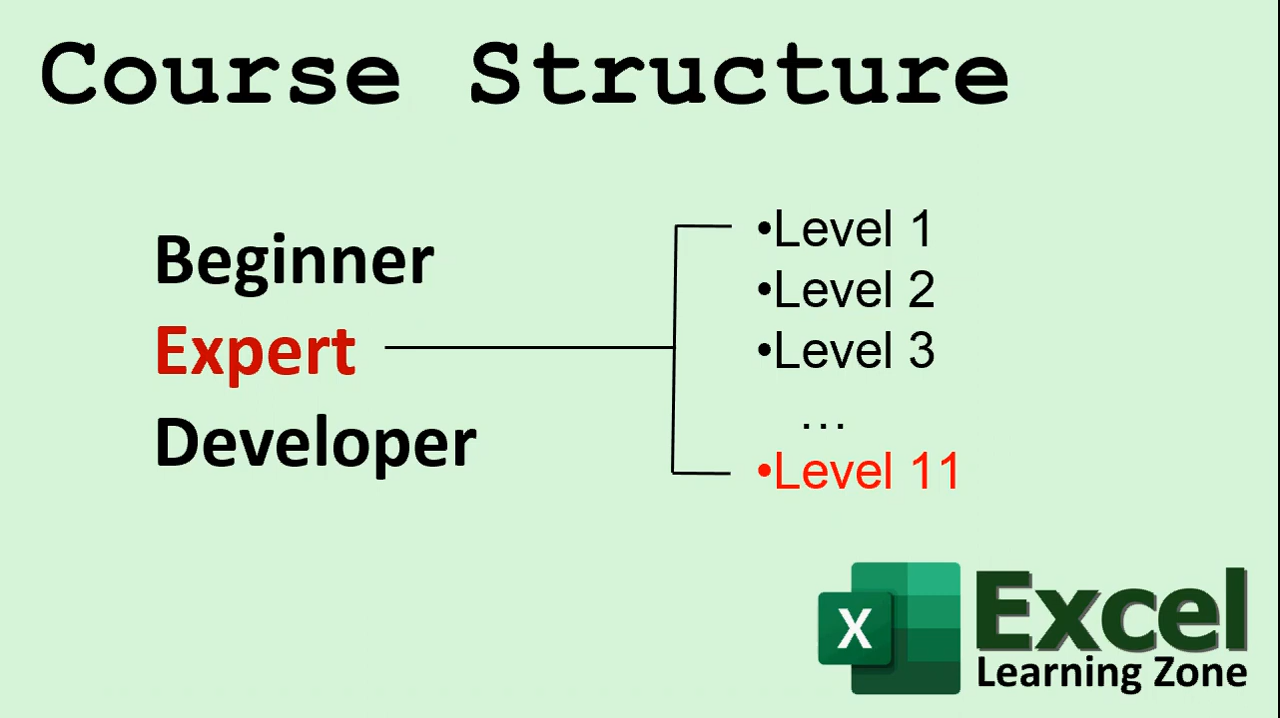 Course Structure
Beginner
Expert
Developer
•Level 1
•Level 2
•Level 3
…
•Level 11
X
Excel
Learning Zone